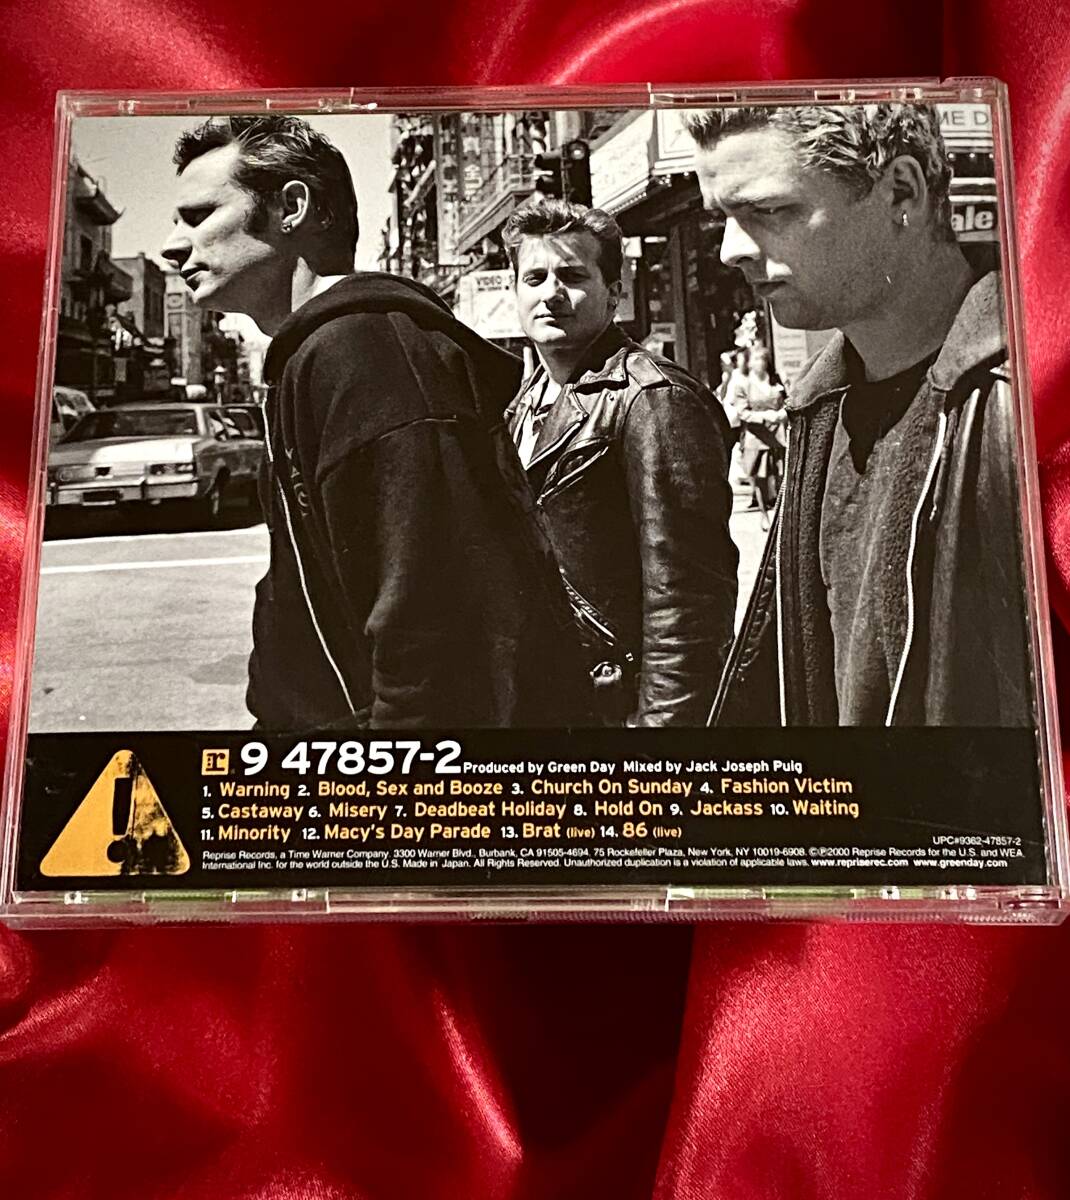 VIDEO
ME D
ale
r 9 47857-2 Produced by Green Day Mixed by Jack Joseph Puig
1. Warning 2. Blood, Sex and Booze 3. Church On Sunday 4. Fashion Victim
5. Castaway 6. Misery 7. Deadbeat Holiday 8. Hold On 9. Jackass 10. Waiting
11. Minority 12. Macy's Day Parade 13. Brat (live) 14. 86 (live)
UPC#9362-47857-2
Reprise Records, a Time Warner Company. 3300 Warner Blvd., Burbank, CA 91505-4694. 75 Rockefeller Plaza, New York, NY 10019-6908. ©℗2000 Reprise Records for the U.S. and WEA
International Inc. for the world outside the U.S. Made in Japan. All Rights Reserved. Unauthorized duplication is a violation of applicable laws. www.repriserec.com www.greenday.com